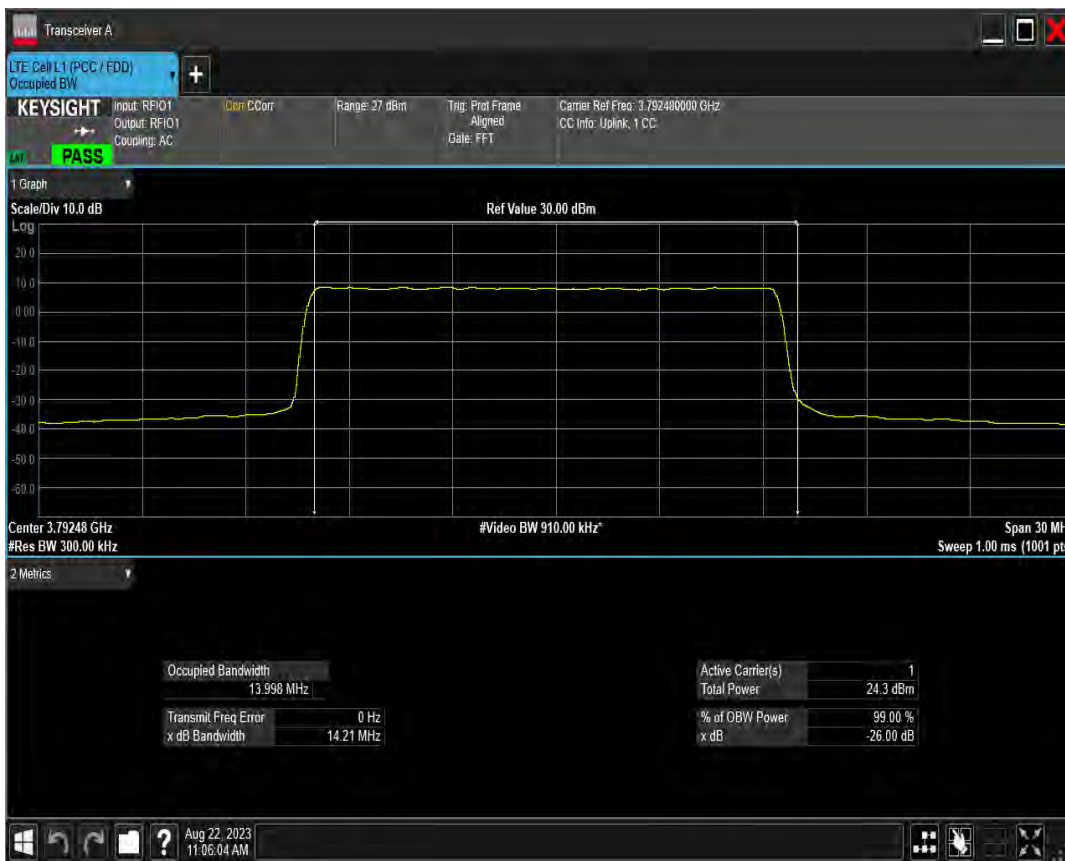 Transceiver A
LTE Cell L1 (PCC / FDD)
Occupied BW
KEYSIGHT
PASS
Input: RFIO1
Output: RFIO1
Coupling: AC
Corr CCorr
Range: 27 dBm
Trig: Prot Frame
Aligned
Gate: FFT
Carrier Ref Freq: 3.792480000 GHz
CC Info: Uplink, 1 CC
1 Graph
Scale/Div 10.0 dB
Ref Value 30.00 dBm
Log
20.0
10.0
0.00
-10.0
-20.0
-30.0
-40.0
-50.0
-60.0
Center 3.79248 GHz
#Video BW 910.00 kHz*
Span 30 MH
#Res BW 300.00 kHz
Sweep 1.00 ms (1001 pts
2 Metrics
Occupied Bandwidth
13.998 MHz
Transmit Freq Error 0 Hz
x dB Bandwidth 14.21 MHz
Active Carrier(s) 1
Total Power 24.3 dBm
% of OBW Power 99.00 %
x dB -26.00 dB
?
Aug 22, 2023
11:06:04 AM